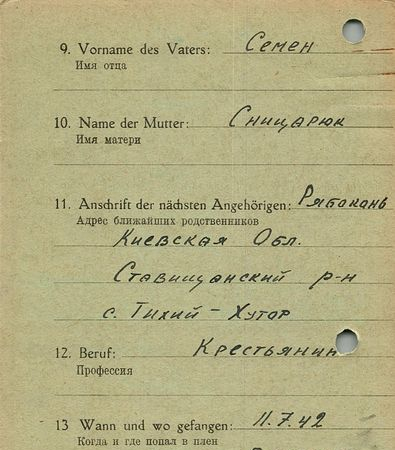 9. Vorname des Vaters: Семен
Имя отца
10. Name der Mutter: Сницарюк
Имя матери
11. Anschrift der nächsten Angehörigen: Рябокань
Адрес ближайших родственников
Киевская Обл.
Ставищанский р-н
с. Тихий - Хутор
12. Beruf: Крестьянин
Профессия
13 Wann und wo gefangen: 11.7.42
Когда и где попал в плен